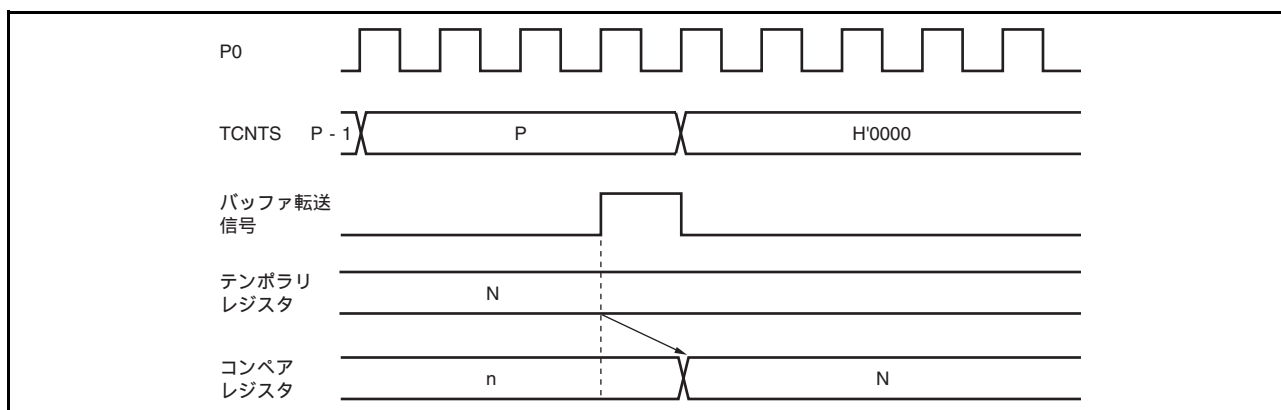 P0
TCNTS P - 1 P H'0000
バッファ転送
信号
テンポラリ
レジスタ
N
コンペア
レジスタ
n N